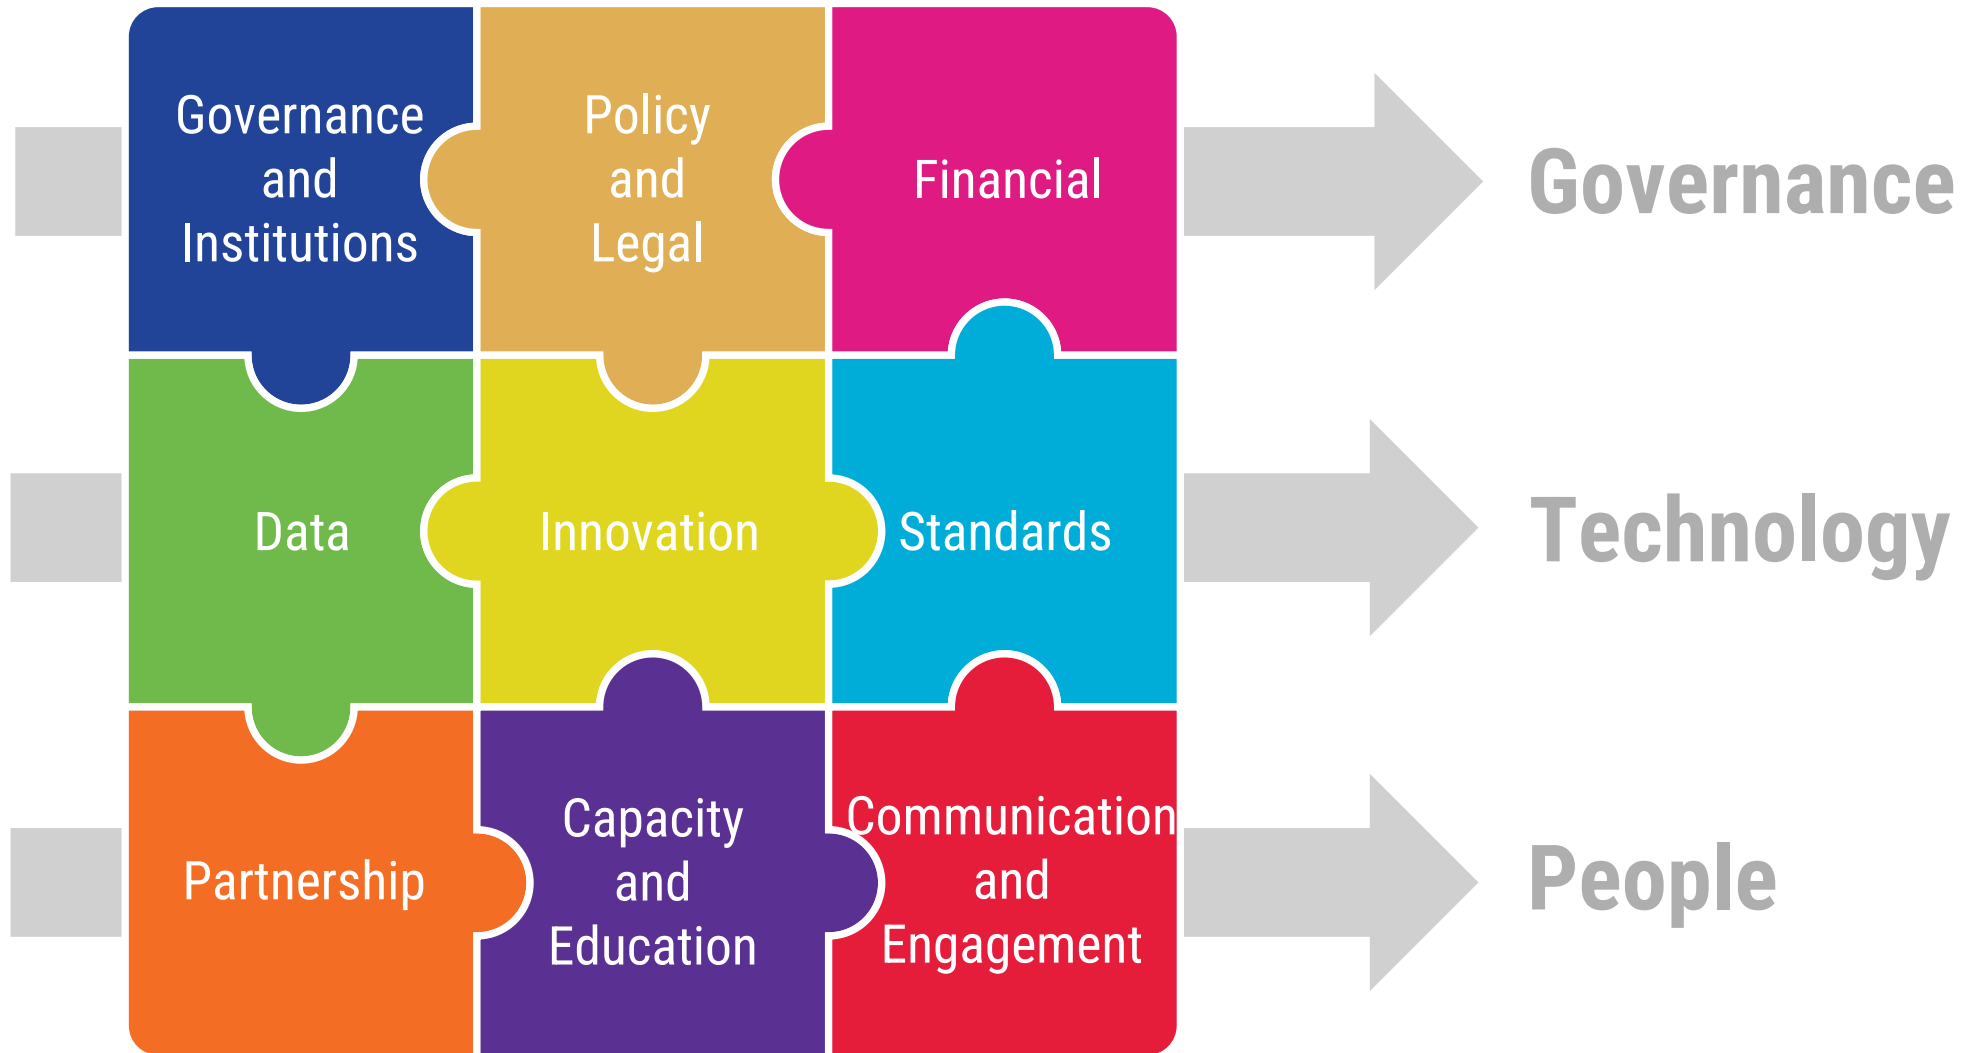 Governance
and
Institutions
Policy
and
Legal
Financial
Governance
Data
Innovation
Standards
Technology
Partnership
Capacity
and
Education
Communication
and
Engagement
People